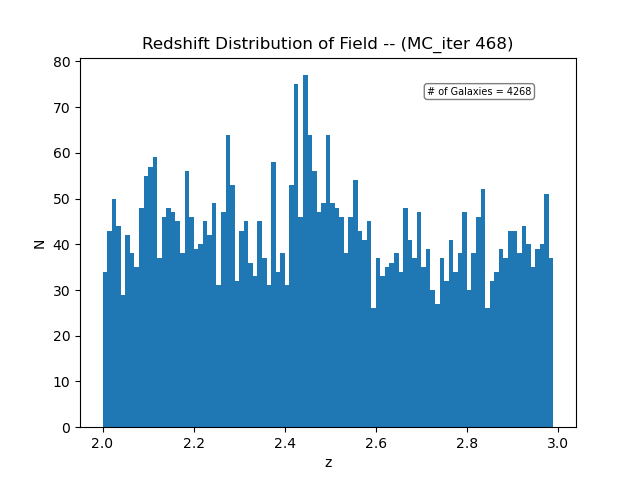 Redshift Distribution of Field -- (MC_iter 468)
# of Galaxies = 4268
80
70
60
50
40
30
20
10
0
N
2.0 2.2 2.4 2.6 2.8 3.0
z